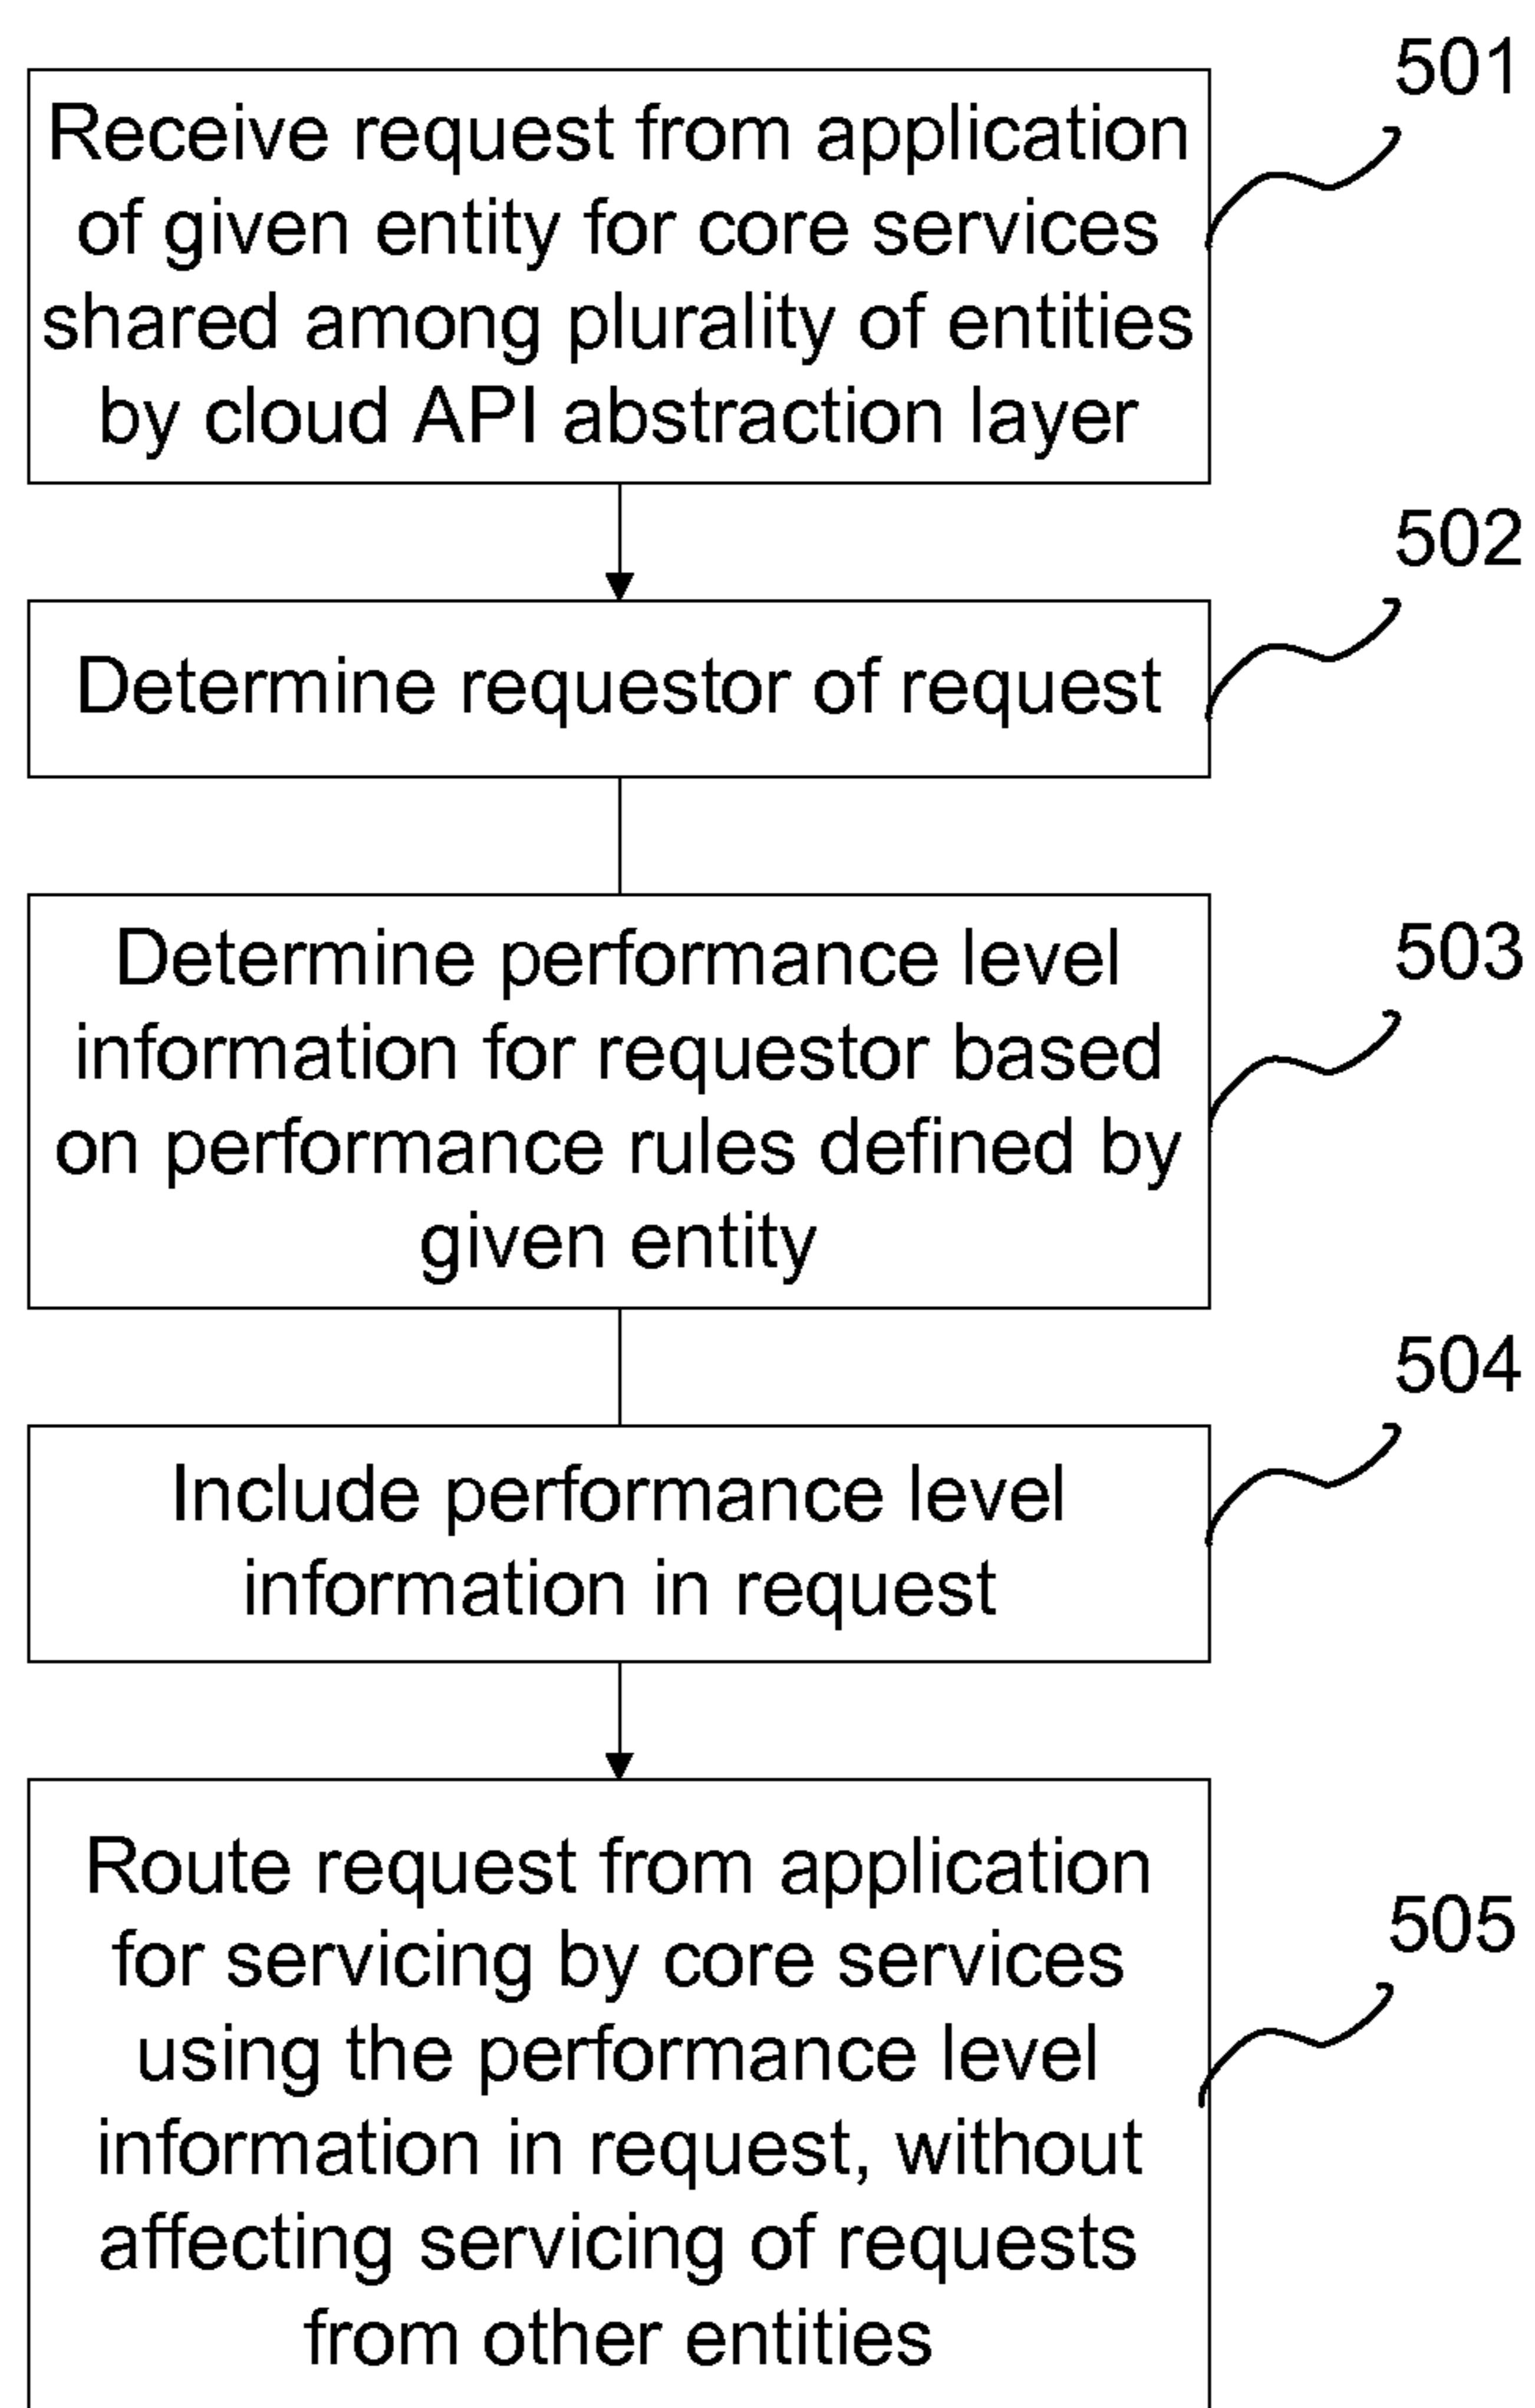 501
Receive request from application
of given entity for core services
shared among plurality of entities
by cloud API abstraction layer
502
Determine requestor of request
503
Determine performance level
information for requestor based
on performance rules defined by
given entity
504
Include performance level
information in request
505
Route request from application
for servicing by core services
using the performance level
information in request, without
affecting servicing of requests
from other entities